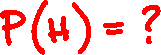 P(H) = ?